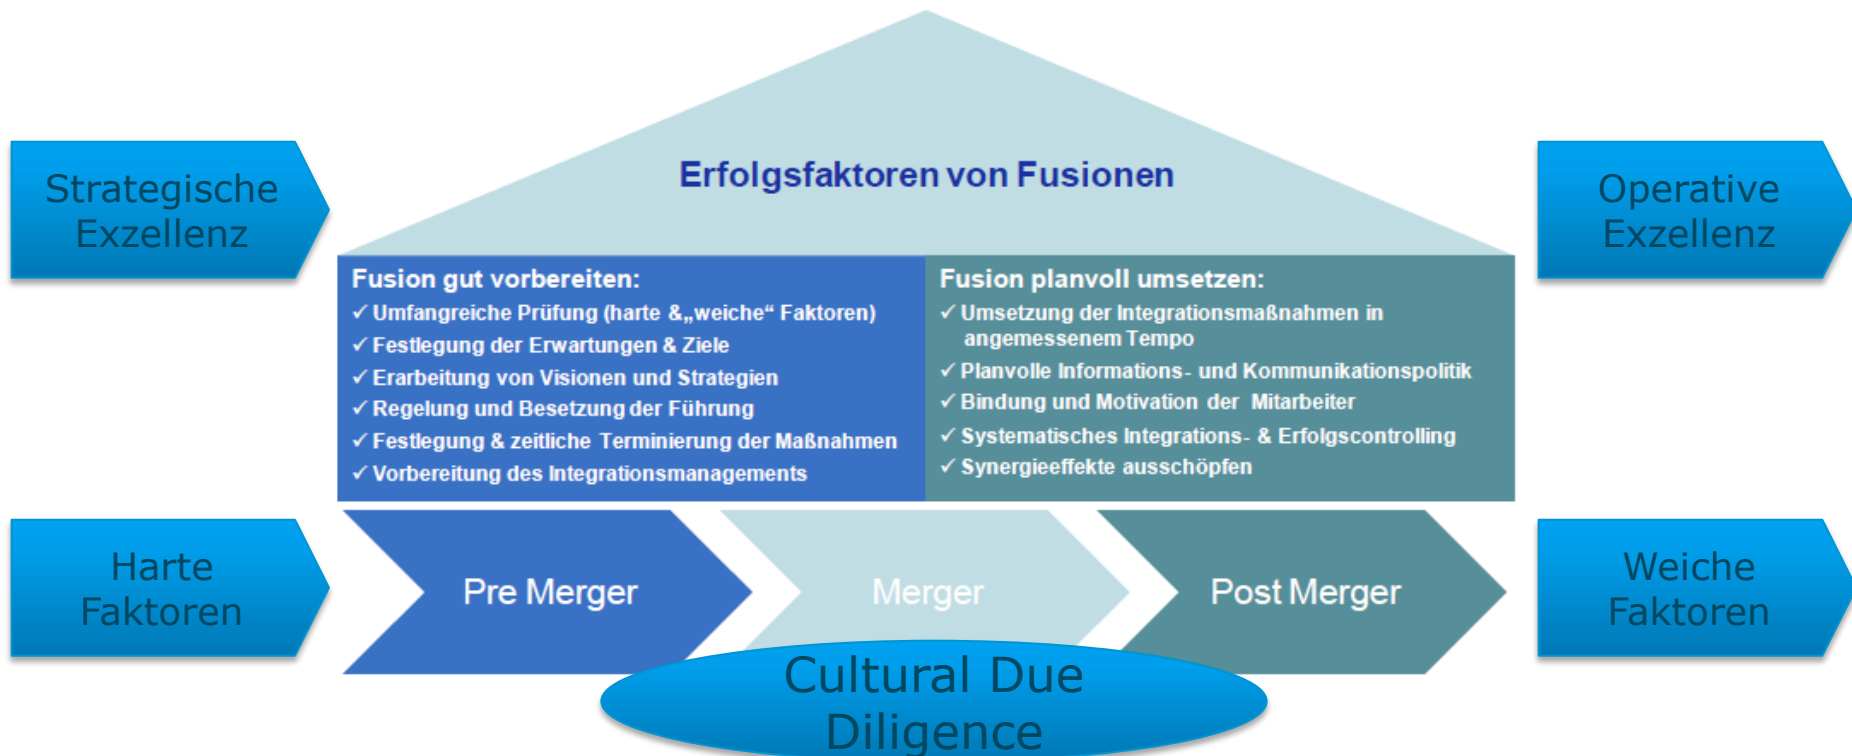 Erfolgsfaktoren von Fusionen
Strategische
Exzellenz
Operative
Exzellenz
Fusion gut vorbereiten:
✓ Umfangreiche Prüfung (harte &„weiche“ Faktoren)
✓ Festlegung der Erwartungen & Ziele
✓ Erarbeitung von Visionen und Strategien
✓ Regelung und Besetzung der Führung
✓ Festlegung & zeitliche Terminierung der Maßnahmen
✓ Vorbereitung des Integrationsmanagements
Fusion planvoll umsetzen:
✓ Umsetzung der Integrationsmaßnahmen in
angemessenem Tempo
✓ Planvolle Informations- und Kommunikationspolitik
✓ Bindung und Motivation der Mitarbeiter
✓ Systematisches Integrations- & Erfolgscontrolling
✓ Synergieeffekte ausschöpfen
Harte
Faktoren
Pre Merger
Merger
Post Merger
Weiche
Faktoren
Cultural Due
Diligence